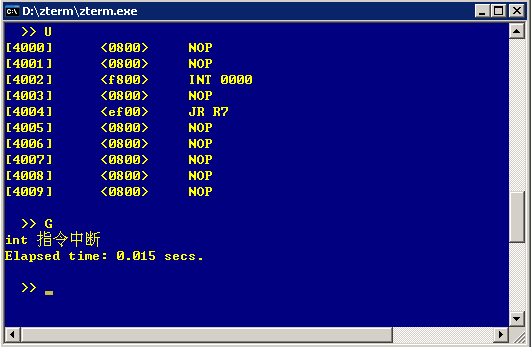 D:\zterm\zterm.exe
>> U
[4000] <0800> NOP
[4001] <0800> NOP
[4002] <f800> INT 0000
[4003] <0800> NOP
[4004] <ef00> JR R7
[4005] <0800> NOP
[4006] <0800> NOP
[4007] <0800> NOP
[4008] <0800> NOP
[4009] <0800> NOP
>> G
int 指令中断
Elapsed time: 0.015 secs.
>>